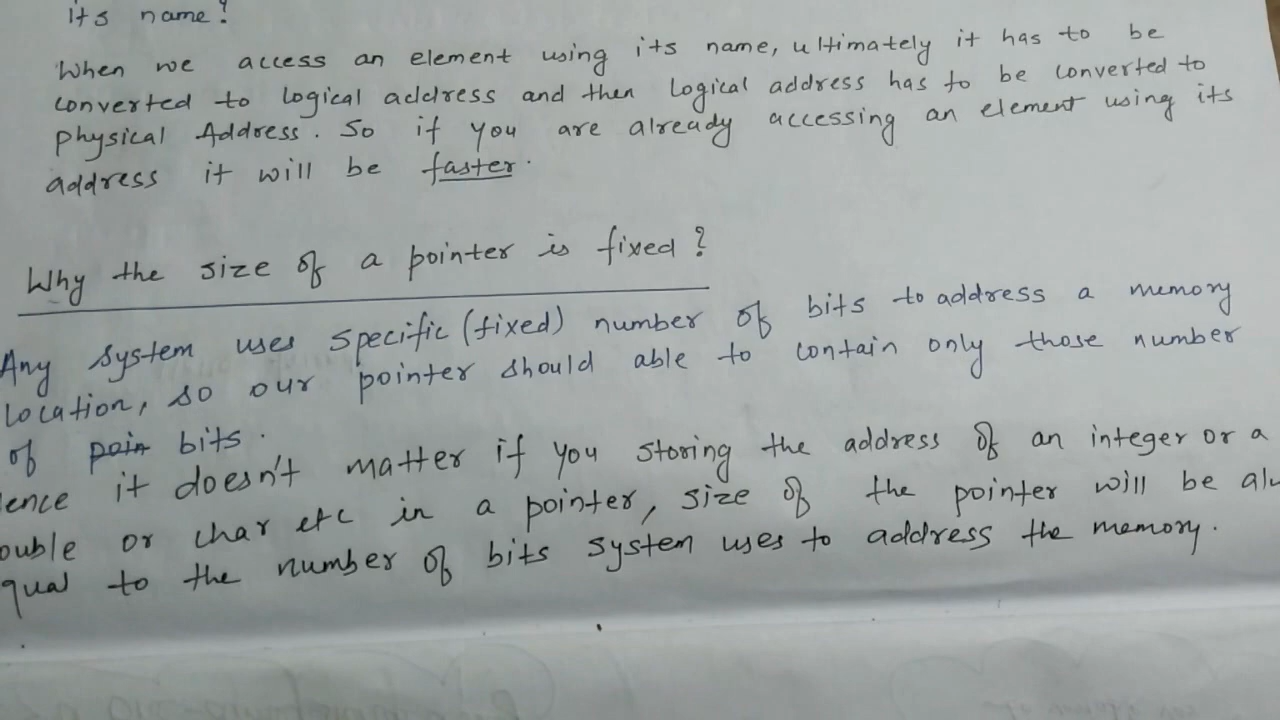 its name?
When we access an element using its name, ultimately it has to be
converted to logical address and then logical address has to be converted to
physical Address. So if you are already accessing an element using its
address it will be faster.
Why the size of a pointer is fixed?
Any system uses specific (fixed) number of bits to address a memory
location, so our pointer should able to contain only those number
of poin bits.
ence it doesn't matter if you storing the address of an integer or a
ouble or char etc in a pointer, size of the pointer will be alw
qual to the number of bits system uses to address the memory.